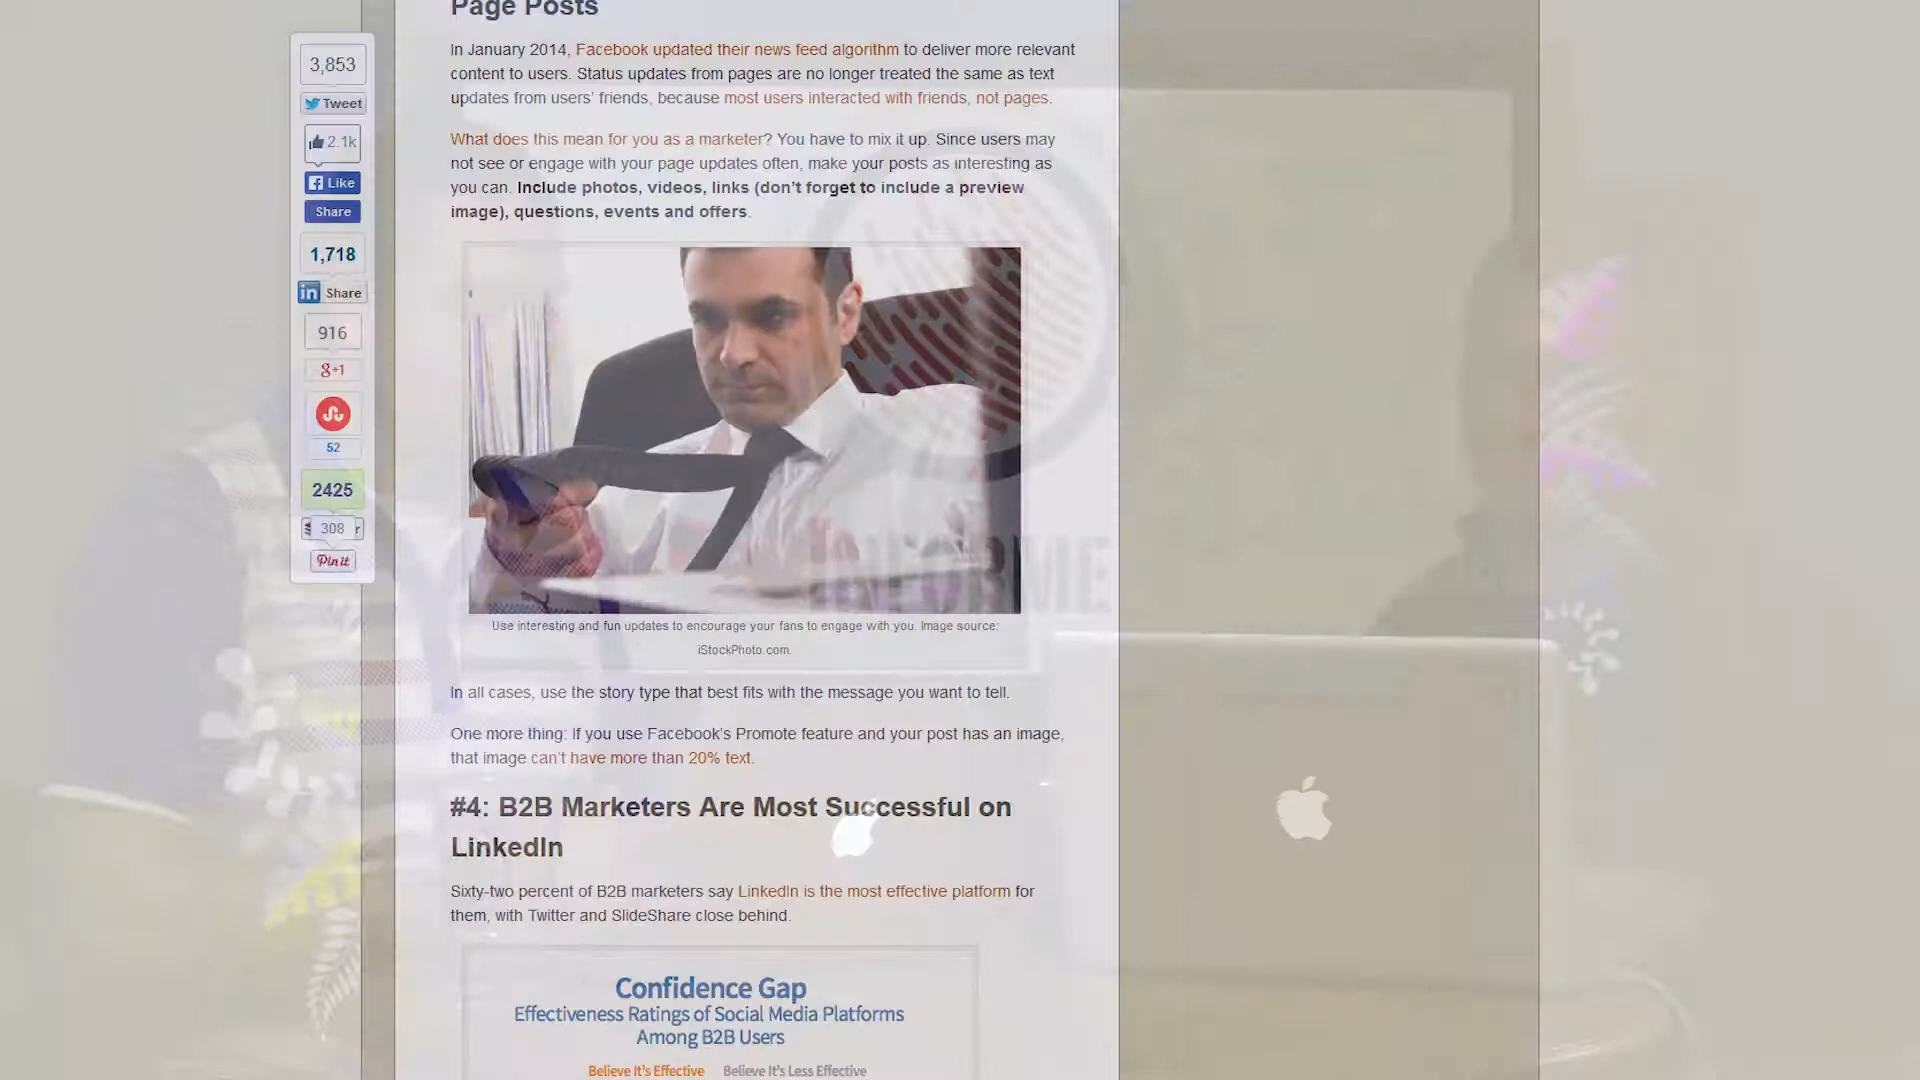 Page Posts
In January 2014, Facebook updated their news feed algorithm to deliver more relevant
content to users. Status updates from pages are no longer treated the same as text
updates from users' friends, because most users interacted with friends, not pages.
What does this mean for you as a marketer? You have to mix it up. Since users may
not see or engage with your page updates often, make your posts as interesting as
you can. Include photos, videos, links (don't forget to include a preview
image), questions, events and offers.
Use interesting and fun updates to encourage your fans to engage with you. Image source:
iStockPhoto.com.
In all cases, use the story type that best fits with the message you want to tell.
One more thing: If you use Facebook's Promote feature and your post has an image,
that image can't have more than 20% text.
#4: B2B Marketers Are Most Successful on
LinkedIn
Sixty-two percent of B2B marketers say LinkedIn is the most effective platform for
them, with Twitter and SlideShare close behind.
Confidence Gap
Effectiveness Ratings of Social Media Platforms
Among B2B Users
Believe It's Effective Believe It's Less Effective
3,853
Tweet
2.1k
Like
Share
1,718
in Share
916
g+1
52
2425
308
Pin it
INFORME